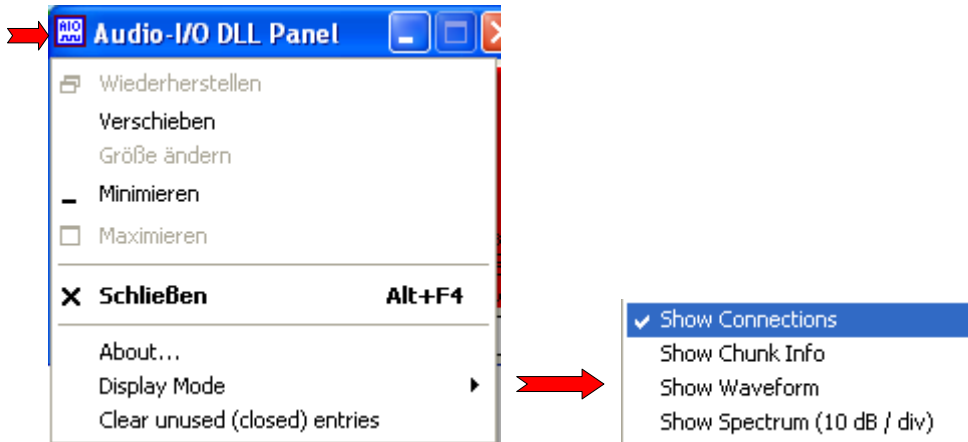 AIO
Audio-I/O DLL Panel
Wiederherstellen
Verschieben
Größe ändern
Minimieren
Maximieren
Schließen Alt+F4
About...
Display Mode
Clear unused (closed) entries
Show Connections
Show Chunk Info
Show Waveform
Show Spectrum (10 dB / div)